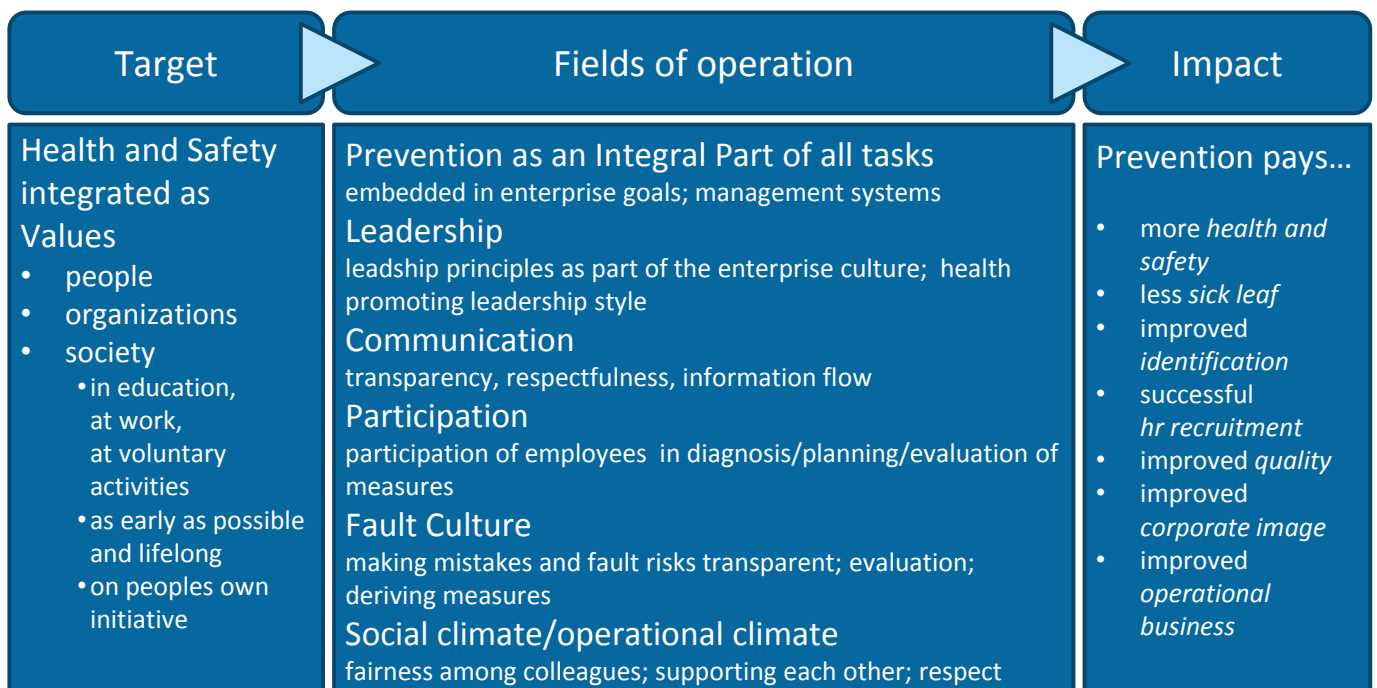 Target
Fields of operation
Impact
Health and Safety
integrated as
Values
• people
• organizations
• society
• in education,
at work,
at voluntary
activities
• as early as possible
and lifelong
• on peoples own
initiative
Prevention as an Integral Part of all tasks
embedded in enterprise goals; management systems
Leadership
leadship principles as part of the enterprise culture;  health
promoting leadership style
Communication
transparency, respectfulness, information flow
Participation
participation of employees  in diagnosis/planning/evaluation of
measures
Fault Culture
making mistakes and fault risks transparent; evaluation;
deriving measures
Social climate/operational climate
fairness among colleagues; supporting each other; respect
Prevention pays…
• more health and
safety
• less sick leaf
• improved
identification
• successful
hr recruitment
• improved quality
• improved
corporate image
• improved
operational
business